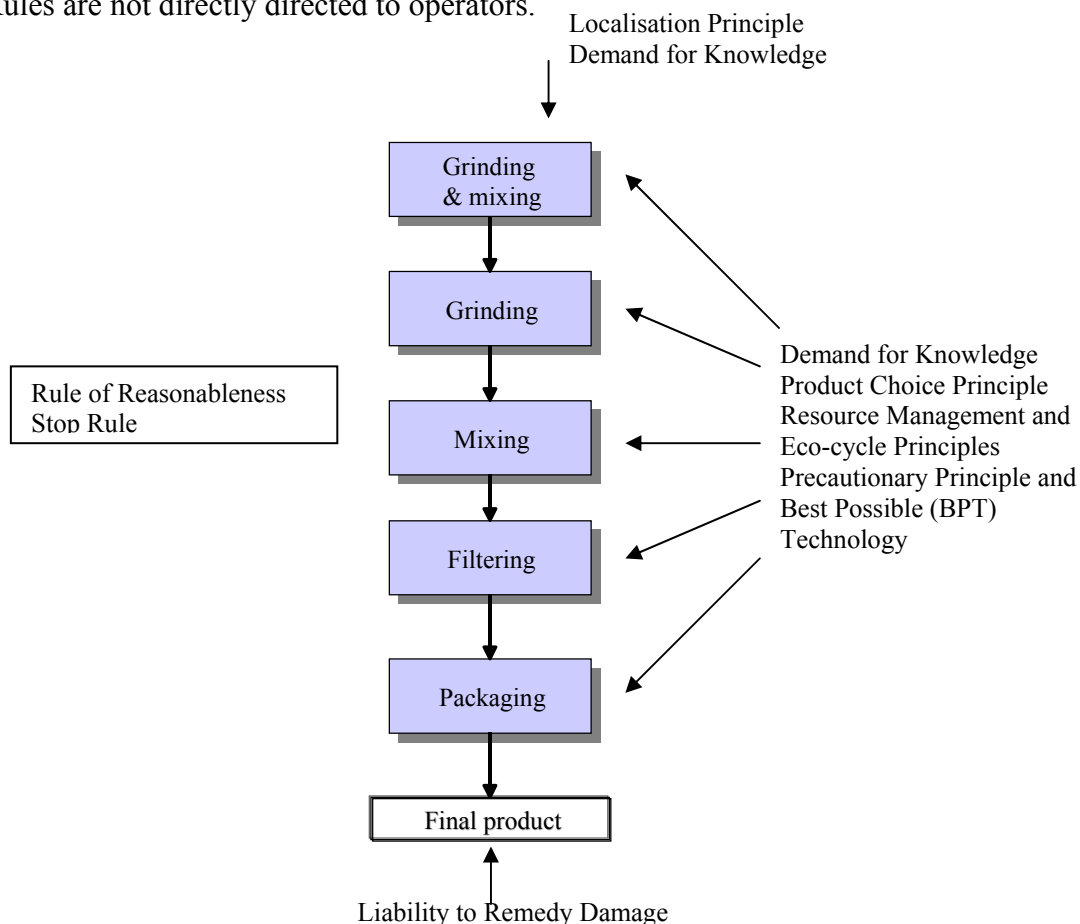 Rules are not directly directed to operators.
Localisation Principle
Demand for Knowledge
Grinding
& mixing
Grinding
Mixing
Filtering
Packaging
Final product
Rule of Reasonableness
Stop Rule
Demand for Knowledge
Product Choice Principle
Resource Management and
Eco-cycle Principles
Precautionary Principle and
Best Possible (BPT)
Technology
Liability to Remedy Damage